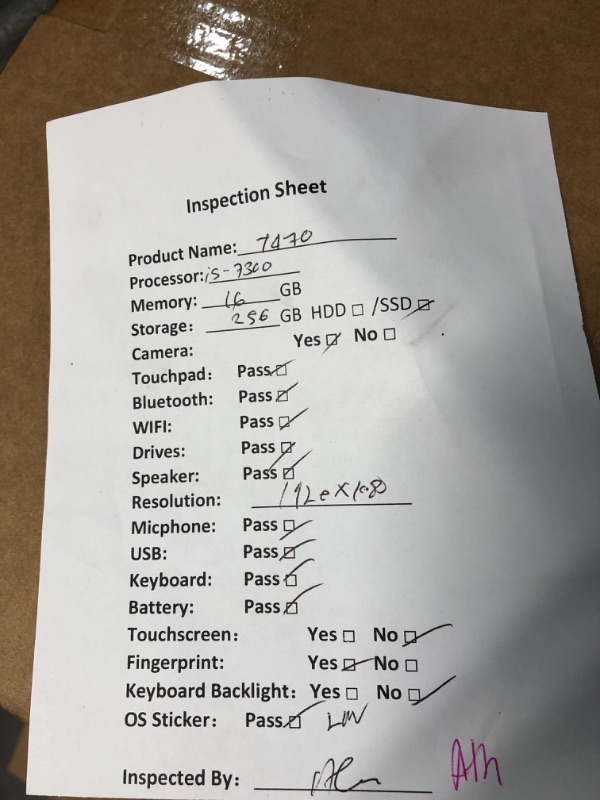 Inspection Sheet
Product Name: 7470
Processor: i5-7300
Memory: 16 GB
Storage: 256 GB HDD ☐ /SSD ☑
Camera: Yes ☑ No ☐
Touchpad: Pass ☑
Bluetooth: Pass ☑
WIFI: Pass ☑
Drives: Pass ☑
Speaker: Pass ☑
Resolution: 1920X1080
Micphone: Pass ☑
USB: Pass ☑
Keyboard: Pass ☑
Battery: Pass ☑
Touchscreen: Yes ☐ No ☑
Fingerprint: Yes ☑ No ☐
Keyboard Backlight: Yes ☐ No ☑
OS Sticker: Pass ☑
Inspected By: